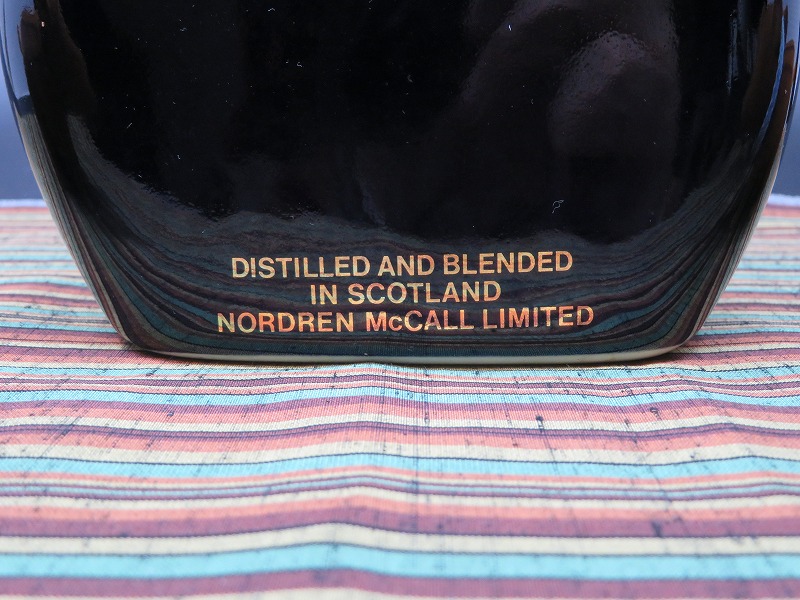 DISTILLED AND BLENDED
IN SCOTLAND
NORDREN McCALL LIMITED